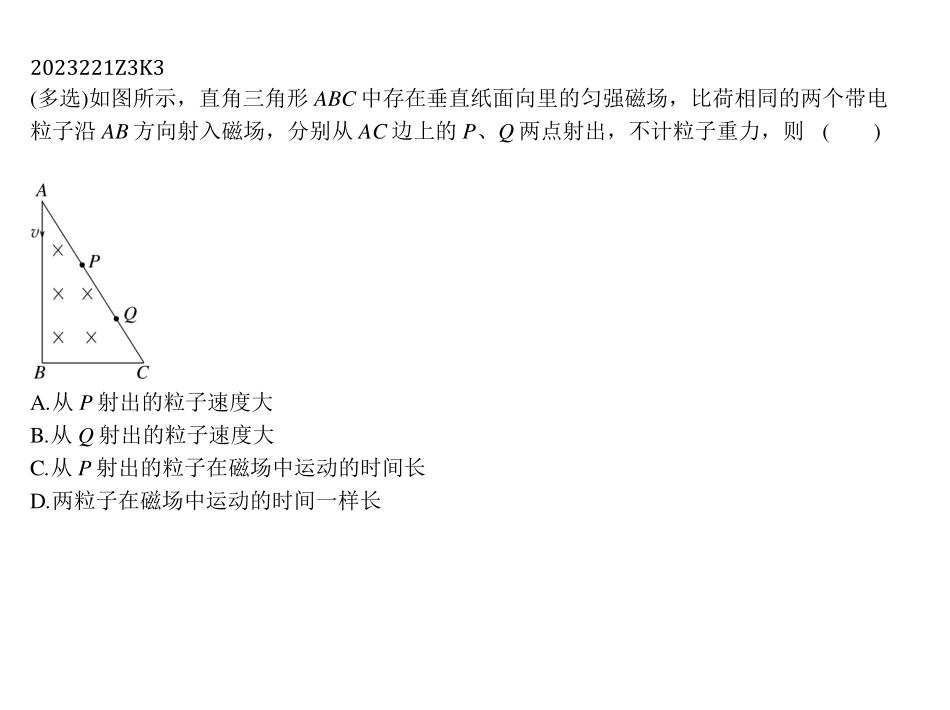 2023221Z3K3
(多选)如图所示，直角三角形 ABC 中存在垂直纸面向里的匀强磁场，比荷相同的两个带电
粒子沿 AB 方向射入磁场，分别从 AC 边上的 P、Q 两点射出，不计粒子重力，则 (  )
A
v
P
Q
B C
A.从 P 射出的粒子速度大
B.从 Q 射出的粒子速度大
C.从 P 射出的粒子在磁场中运动的时间长
D.两粒子在磁场中运动的时间一样长